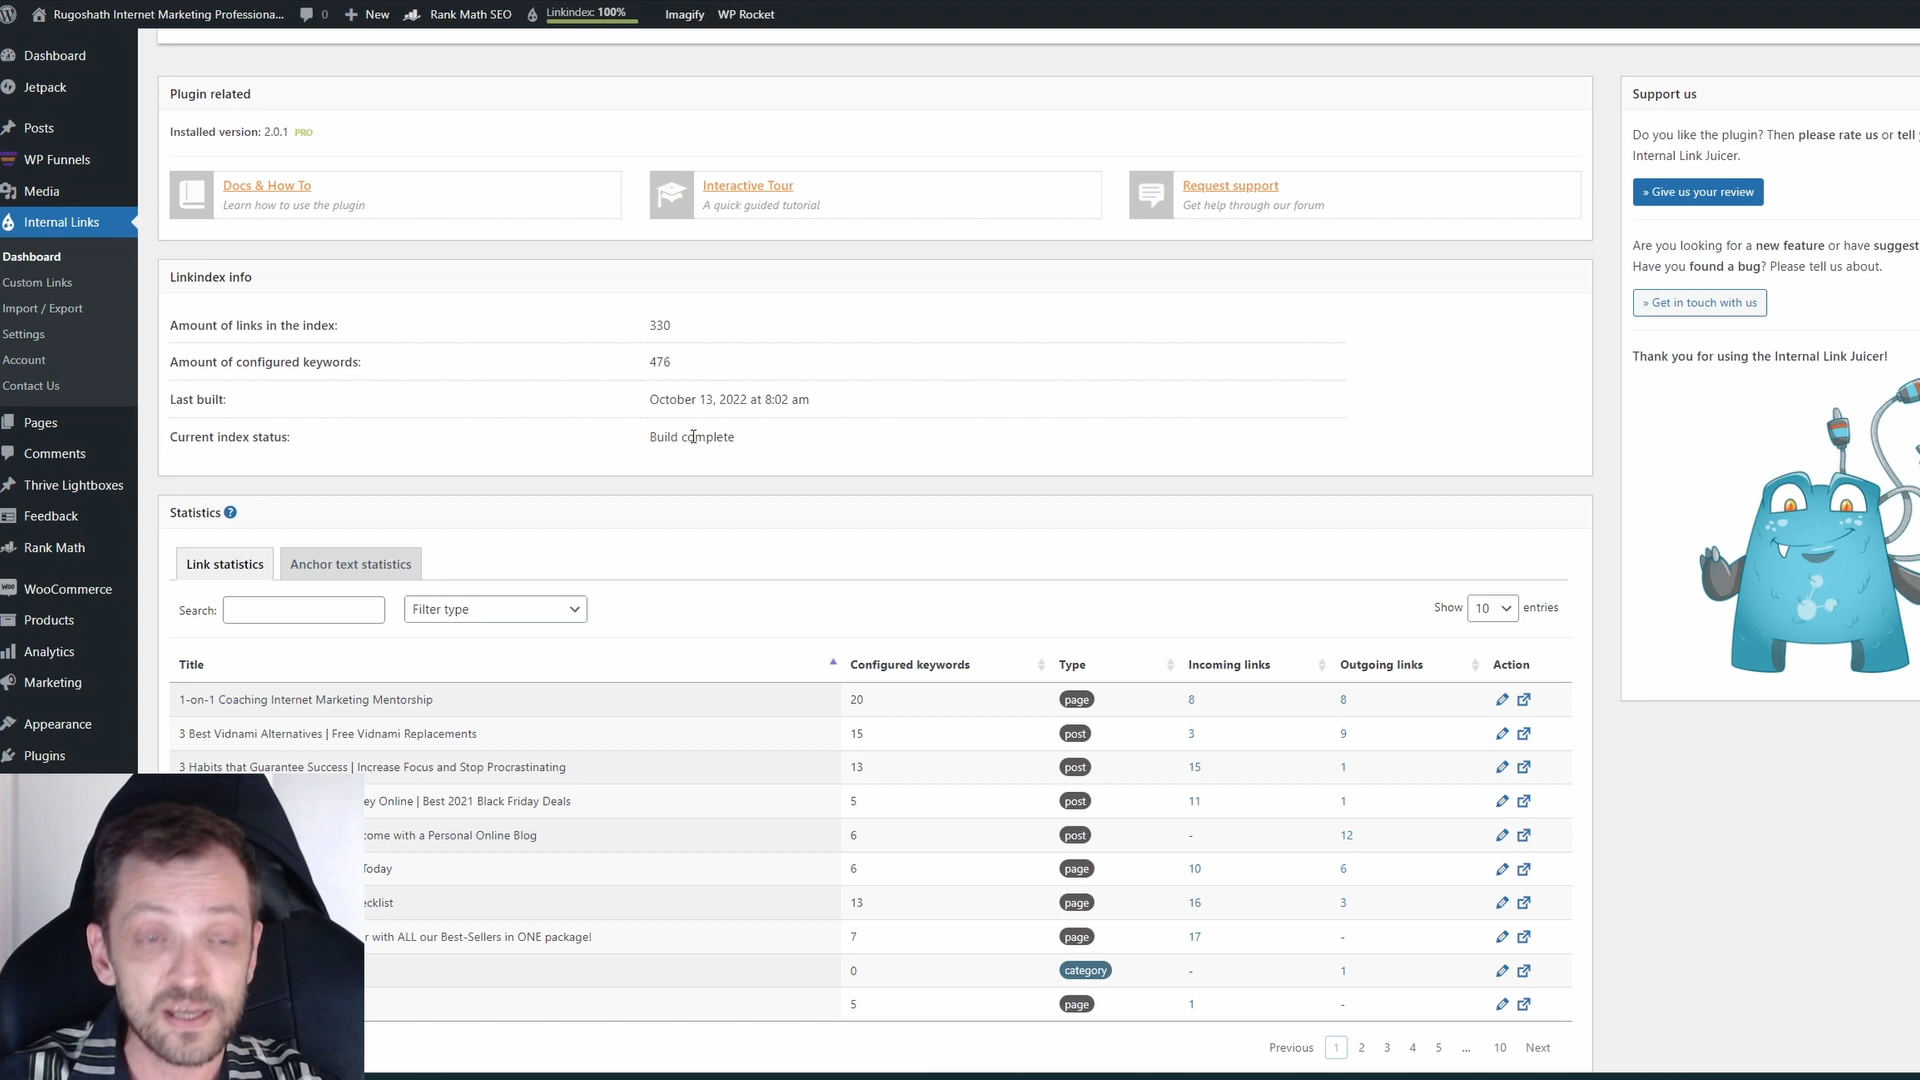 Rugoshath Internet Marketing Professiona...
0
New
Rank Math SEO
Linkindex: 100%
Imagify
WP Rocket
Dashboard
Jetpack
Posts
WP Funnels
Media
Internal Links
Dashboard
Custom Links
Import / Export
Settings
Account
Contact Us
Pages
Comments
Thrive Lightboxes
Feedback
Rank Math
WooCommerce
Products
Analytics
Marketing
Appearance
Plugins
Plugin related
Installed version: 2.0.1 PRO
Docs & How To
Learn how to use the plugin
Interactive Tour
A quick guided tutorial
Request support
Get help through our forum
Linkindex info
Amount of links in the index: 330
Amount of configured keywords: 476
Last built: October 13, 2022 at 8:02 am
Current index status: Build complete
Statistics ?
Link statistics
Anchor text statistics
Search:
Filter type
Show 10 entries
Title Configured keywords Type Incoming links Outgoing links Action
1-on-1 Coaching Internet Marketing Mentorship 20 page 8 8
3 Best Vidnami Alternatives | Free Vidnami Replacements 15 post 3 9
3 Habits that Guarantee Success | Increase Focus and Stop Procrastinating 13 post 15 1
ey Online | Best 2021 Black Friday Deals 5 post 11 1
come with a Personal Online Blog 6 post - 12
Today 6 page 10 6
ecklist 13 page 16 3
r with ALL our Best-Sellers in ONE package! 7 page 17 -
0 category - 1
5 page 1 -
Previous 1 2 3 4 5 ... 10 Next
Support us
Do you like the plugin? Then please rate us or tell
Internal Link Juicer.
» Give us your review
Are you looking for a new feature or have suggest
Have you found a bug? Please tell us about.
» Get in touch with us
Thank you for using the Internal Link Juicer!